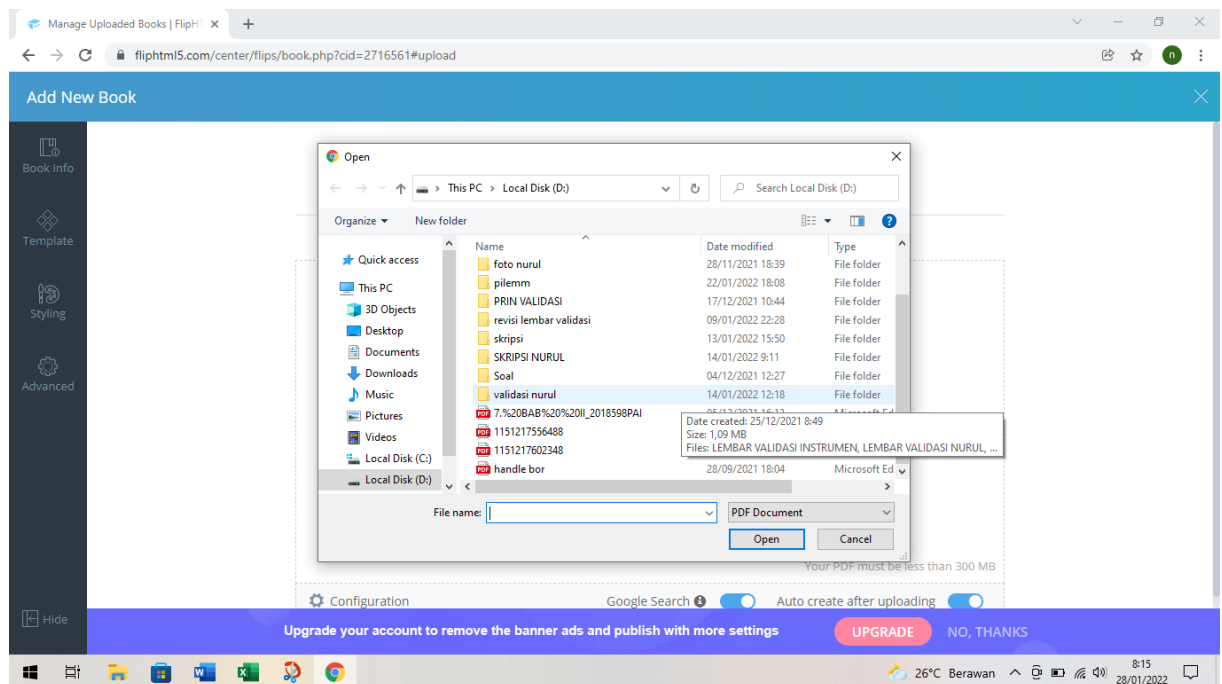 Manage Uploaded Books | FlipHT
fliphtml5.com/center/flips/book.php?cid=2716561#upload
n
Add New Book
Book Info
Template
Styling
Advanced
Hide
Open
This PC > Local Disk (D:)
Search Local Disk (D:)
Organize
New folder
Name Date modified Type
Quick access
This PC
3D Objects
Desktop
Documents
Downloads
Music
Pictures
Videos
Local Disk (C:)
Local Disk (D:)
foto nurul 28/11/2021 18:39 File folder
pilemm 22/01/2022 18:08 File folder
PRIN VALIDASI 17/12/2021 10:44 File folder
revisi lembar validasi 09/01/2022 22:28 File folder
skripsi 13/01/2022 15:50 File folder
SKRIPSI NURUL 14/01/2022 9:11 File folder
Soal 04/12/2021 12:27 File folder
validasi nurul 14/01/2022 12:18 File folder
PDF 7.%20BAB%20%20II_2018598PAI
PDF 1151217556488
PDF 1151217602348
PDF handle bor 28/09/2021 18:04 Microsoft Ed
Date created: 25/12/2021 8:49
Size: 1,09 MB
Files: LEMBAR VALIDASI INSTRUMEN, LEMBAR VALIDASI NURUL, ...
File name:
PDF Document
Open
Cancel
Your PDF must be less than 300 MB
Configuration
Google Search
Auto create after uploading
Upgrade your account to remove the banner ads and publish with more settings
UPGRADE
NO, THANKS
26°C Berawan
8:15
28/01/2022